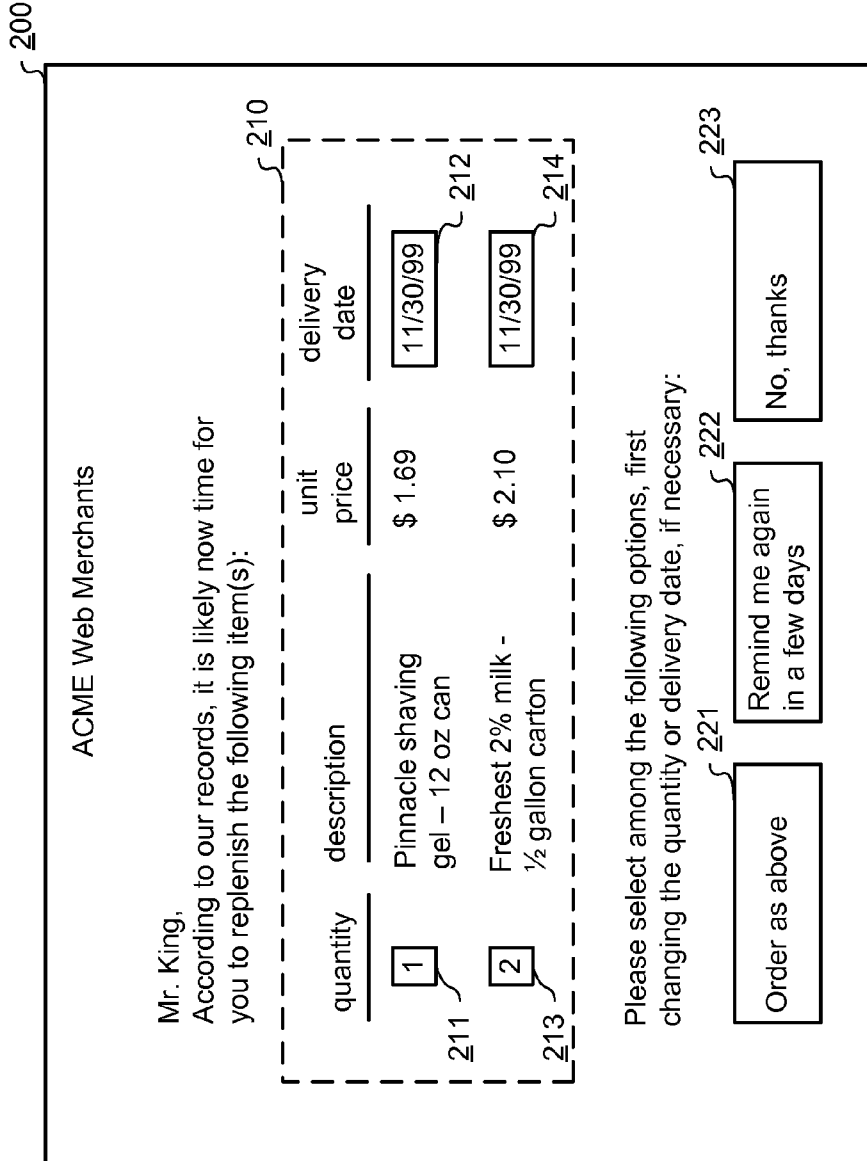 200
ACME Web Merchants
Mr. King,
According to our records, it is likely now time for
you to replenish the following item(s):
210
quantity description unit price delivery date
1 Pinnacle shaving $ 1.69 11/30/99
gel – 12 oz can
211 212
2 Freshest 2% milk - $ 2.10 11/30/99
½ gallon carton
213 214
Please select among the following options, first
changing the quantity or delivery date, if necessary:
221 222 223
Order as above
Remind me again
in a few days
No, thanks